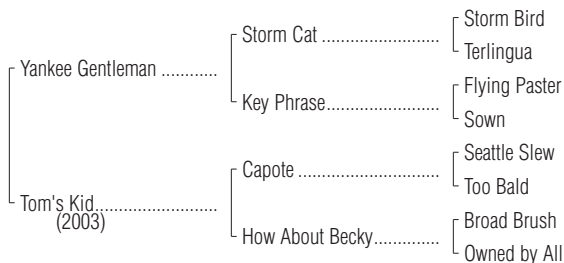 Yankee Gentleman ............
Storm Cat ........................
Storm Bird
Terlingua
Key Phrase.......................
Flying Paster
Sown
Tom's Kid.........................
(2003)
Capote .............................
Seattle Slew
Too Bald
How About Becky.............
Broad Brush
Owned by All